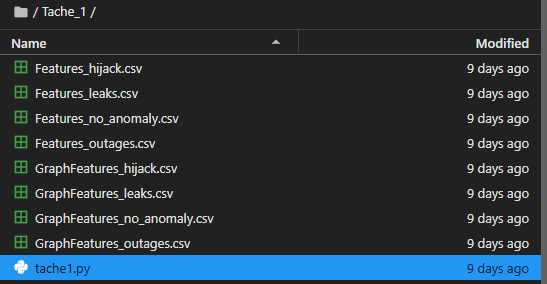 / Tache_1 /
Name Modified
Features_hijack.csv 9 days ago
Features_leaks.csv 9 days ago
Features_no_anomaly.csv 9 days ago
Features_outages.csv 9 days ago
GraphFeatures_hijack.csv 9 days ago
GraphFeatures_leaks.csv 9 days ago
GraphFeatures_no_anomaly.csv 9 days ago
GraphFeatures_outages.csv 9 days ago
tache1.py 9 days ago